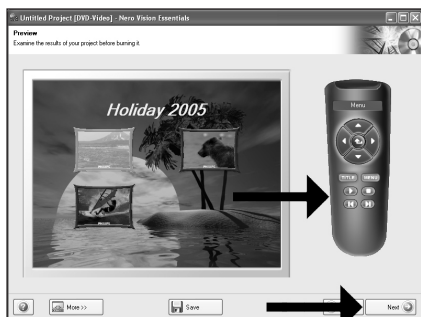 Untitled Project [DVD-Video] - Nero Vision Essentials
Preview
Examine the results of your project before burning it.
Holiday 2005
Menu
TITLE MENU
More >>
Save
Next